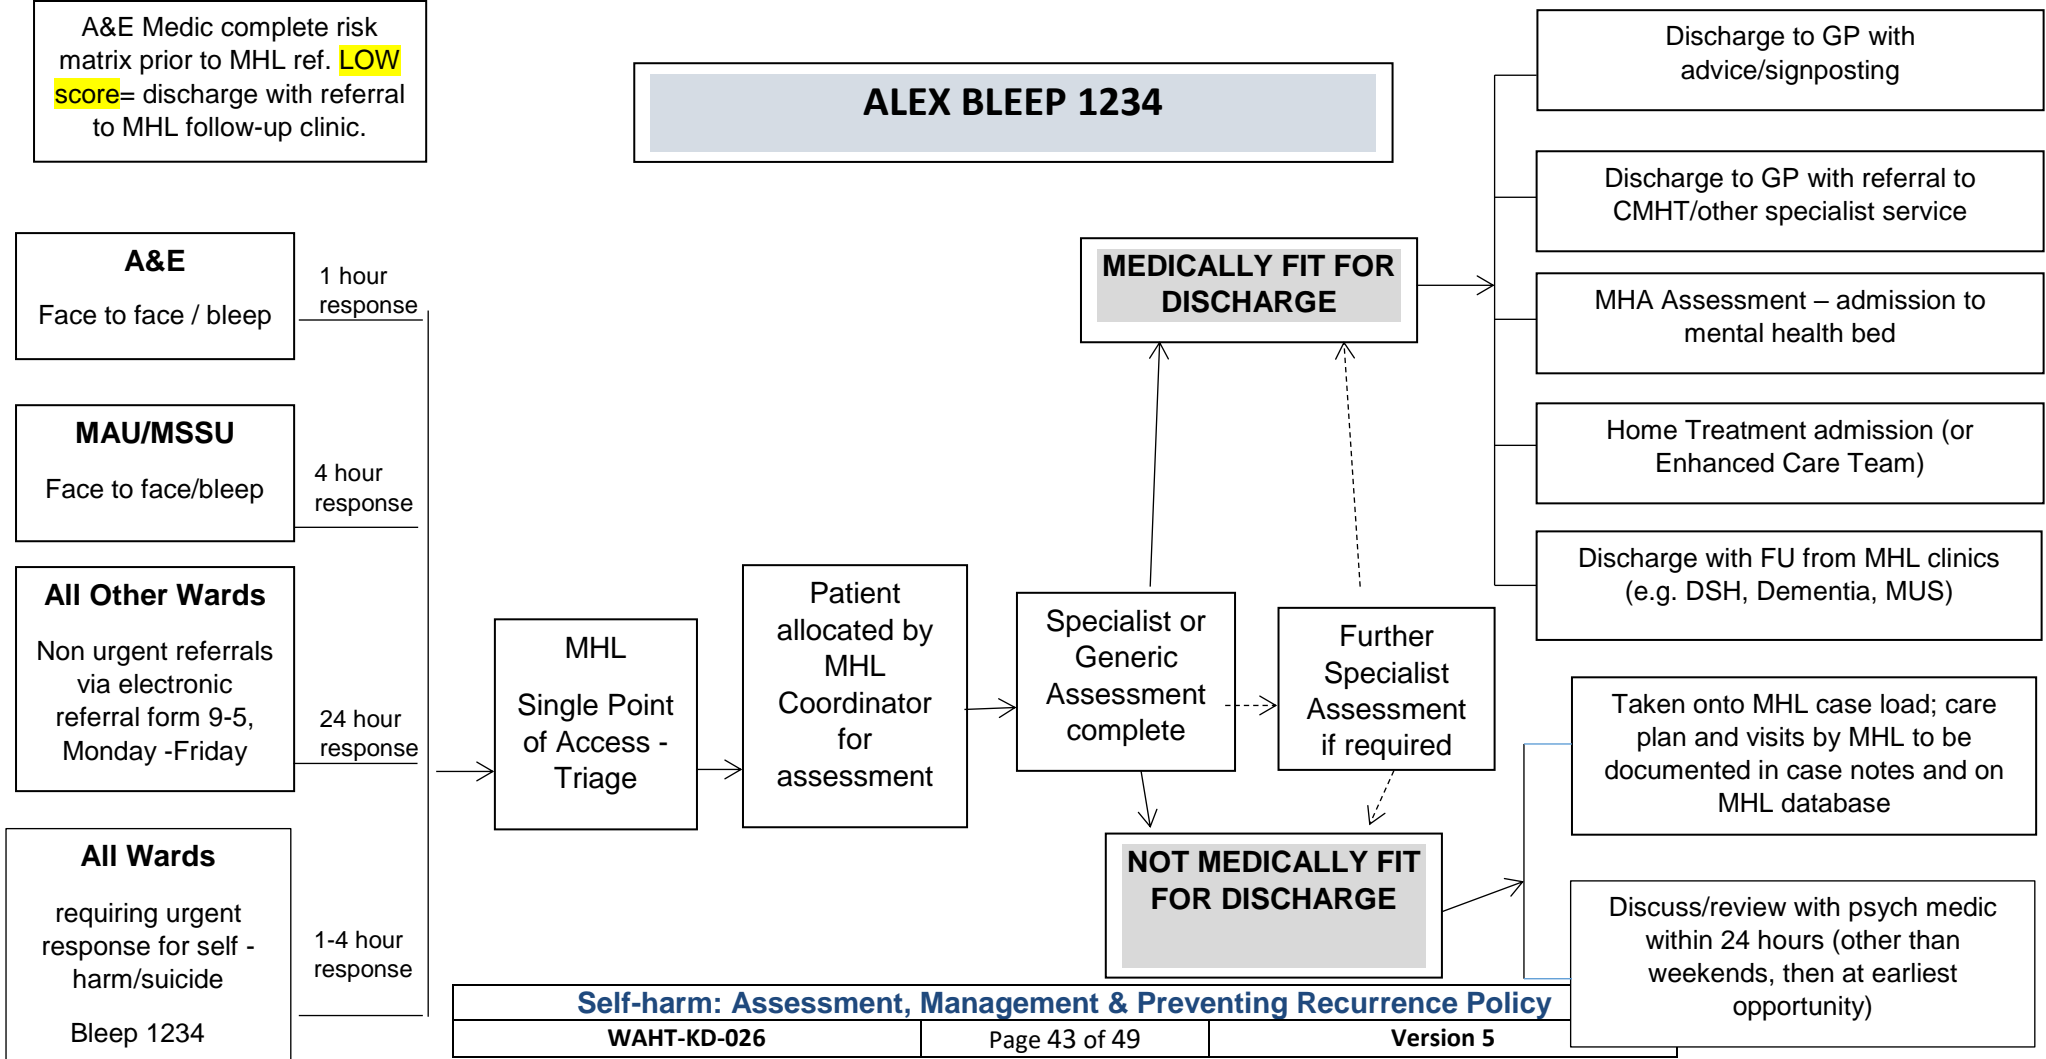 A&E Medic complete risk
matrix prior to MHL ref. LOW
score= discharge with referral
to MHL follow-up clinic.
ALEX BLEEP 1234
A&E
Face to face / bleep
1 hour
response
MAU/MSSU
Face to face/bleep
4 hour
response
All Other Wards
Non urgent referrals
via electronic
referral form 9-5,
Monday -Friday
24 hour
response
All Wards
requiring urgent
response for self -
harm/suicide
Bleep 1234
1-4 hour
response
MHL
Single Point
of Access -
Triage
Patient
allocated by
MHL
Coordinator
for
assessment
Specialist or
Generic
Assessment
complete
Further
Specialist
Assessment
if required
MEDICALLY FIT FOR
DISCHARGE
NOT MEDICALLY FIT
FOR DISCHARGE
Discharge to GP with
advice/signposting
Discharge to GP with referral to
CMHT/other specialist service
MHA Assessment – admission to
mental health bed
Home Treatment admission (or
Enhanced Care Team)
Discharge with FU from MHL clinics
(e.g. DSH, Dementia, MUS)
Taken onto MHL case load; care
plan and visits by MHL to be
documented in case notes and on
MHL database
Discuss/review with psych medic
within 24 hours (other than
weekends, then at earliest
opportunity)
Self-harm: Assessment, Management & Preventing Recurrence Policy
WAHT-KD-026 Page 43 of 49 Version 5